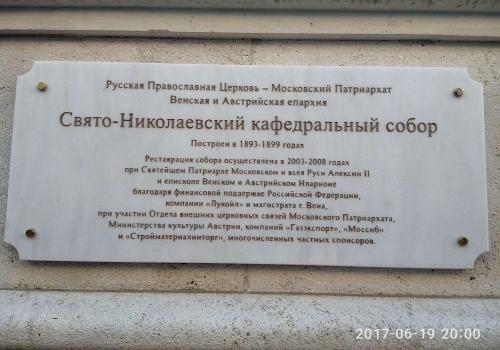 Русская Православная Церковь – Московский Патриархат
Венская и Австрийская епархия
Свято-Николаевский кафедральный собор
Построен в 1893-1899 годах
Реставрация собора осуществлена в 2003-2008 годах
при Святейшем Патриархе Московском и всея Руси Алексии II
и епископе Венском и Австрийском Иларионе
благодаря финансовой поддержке Российской Федерации,
компании «Лукойл» и магистрата г. Вена,
при участии Отдела внешних церковных связей Московского Патриархата,
Министерства культуры Австрии, компаний «Газэкспорт», «Моссиб»
и «Стройматериалинторг», многочисленных частных спонсоров.
2017-06-19 20:00